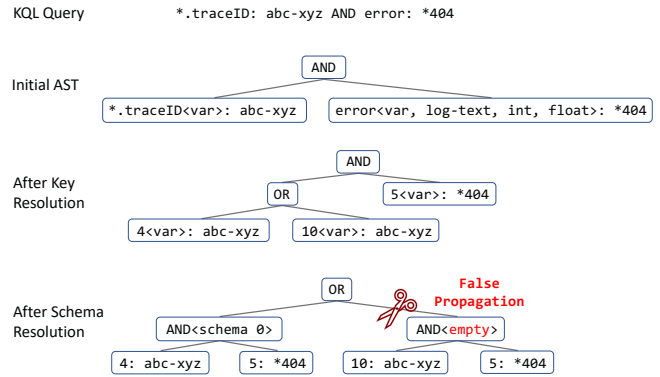 KQL Query *.traceID: abc-xyz AND error: *404
AND
Initial AST
*.traceID<var>: abc-xyz error<var, log-text, int, float>: *404
AND
After Key
Resolution
OR 5<var>: *404
4<var>: abc-xyz 10<var>: abc-xyz
OR
False
Propagation
After Schema
Resolution
AND<schema 0> AND<empty>
4: abc-xyz 5: *404 10: abc-xyz 5: *404